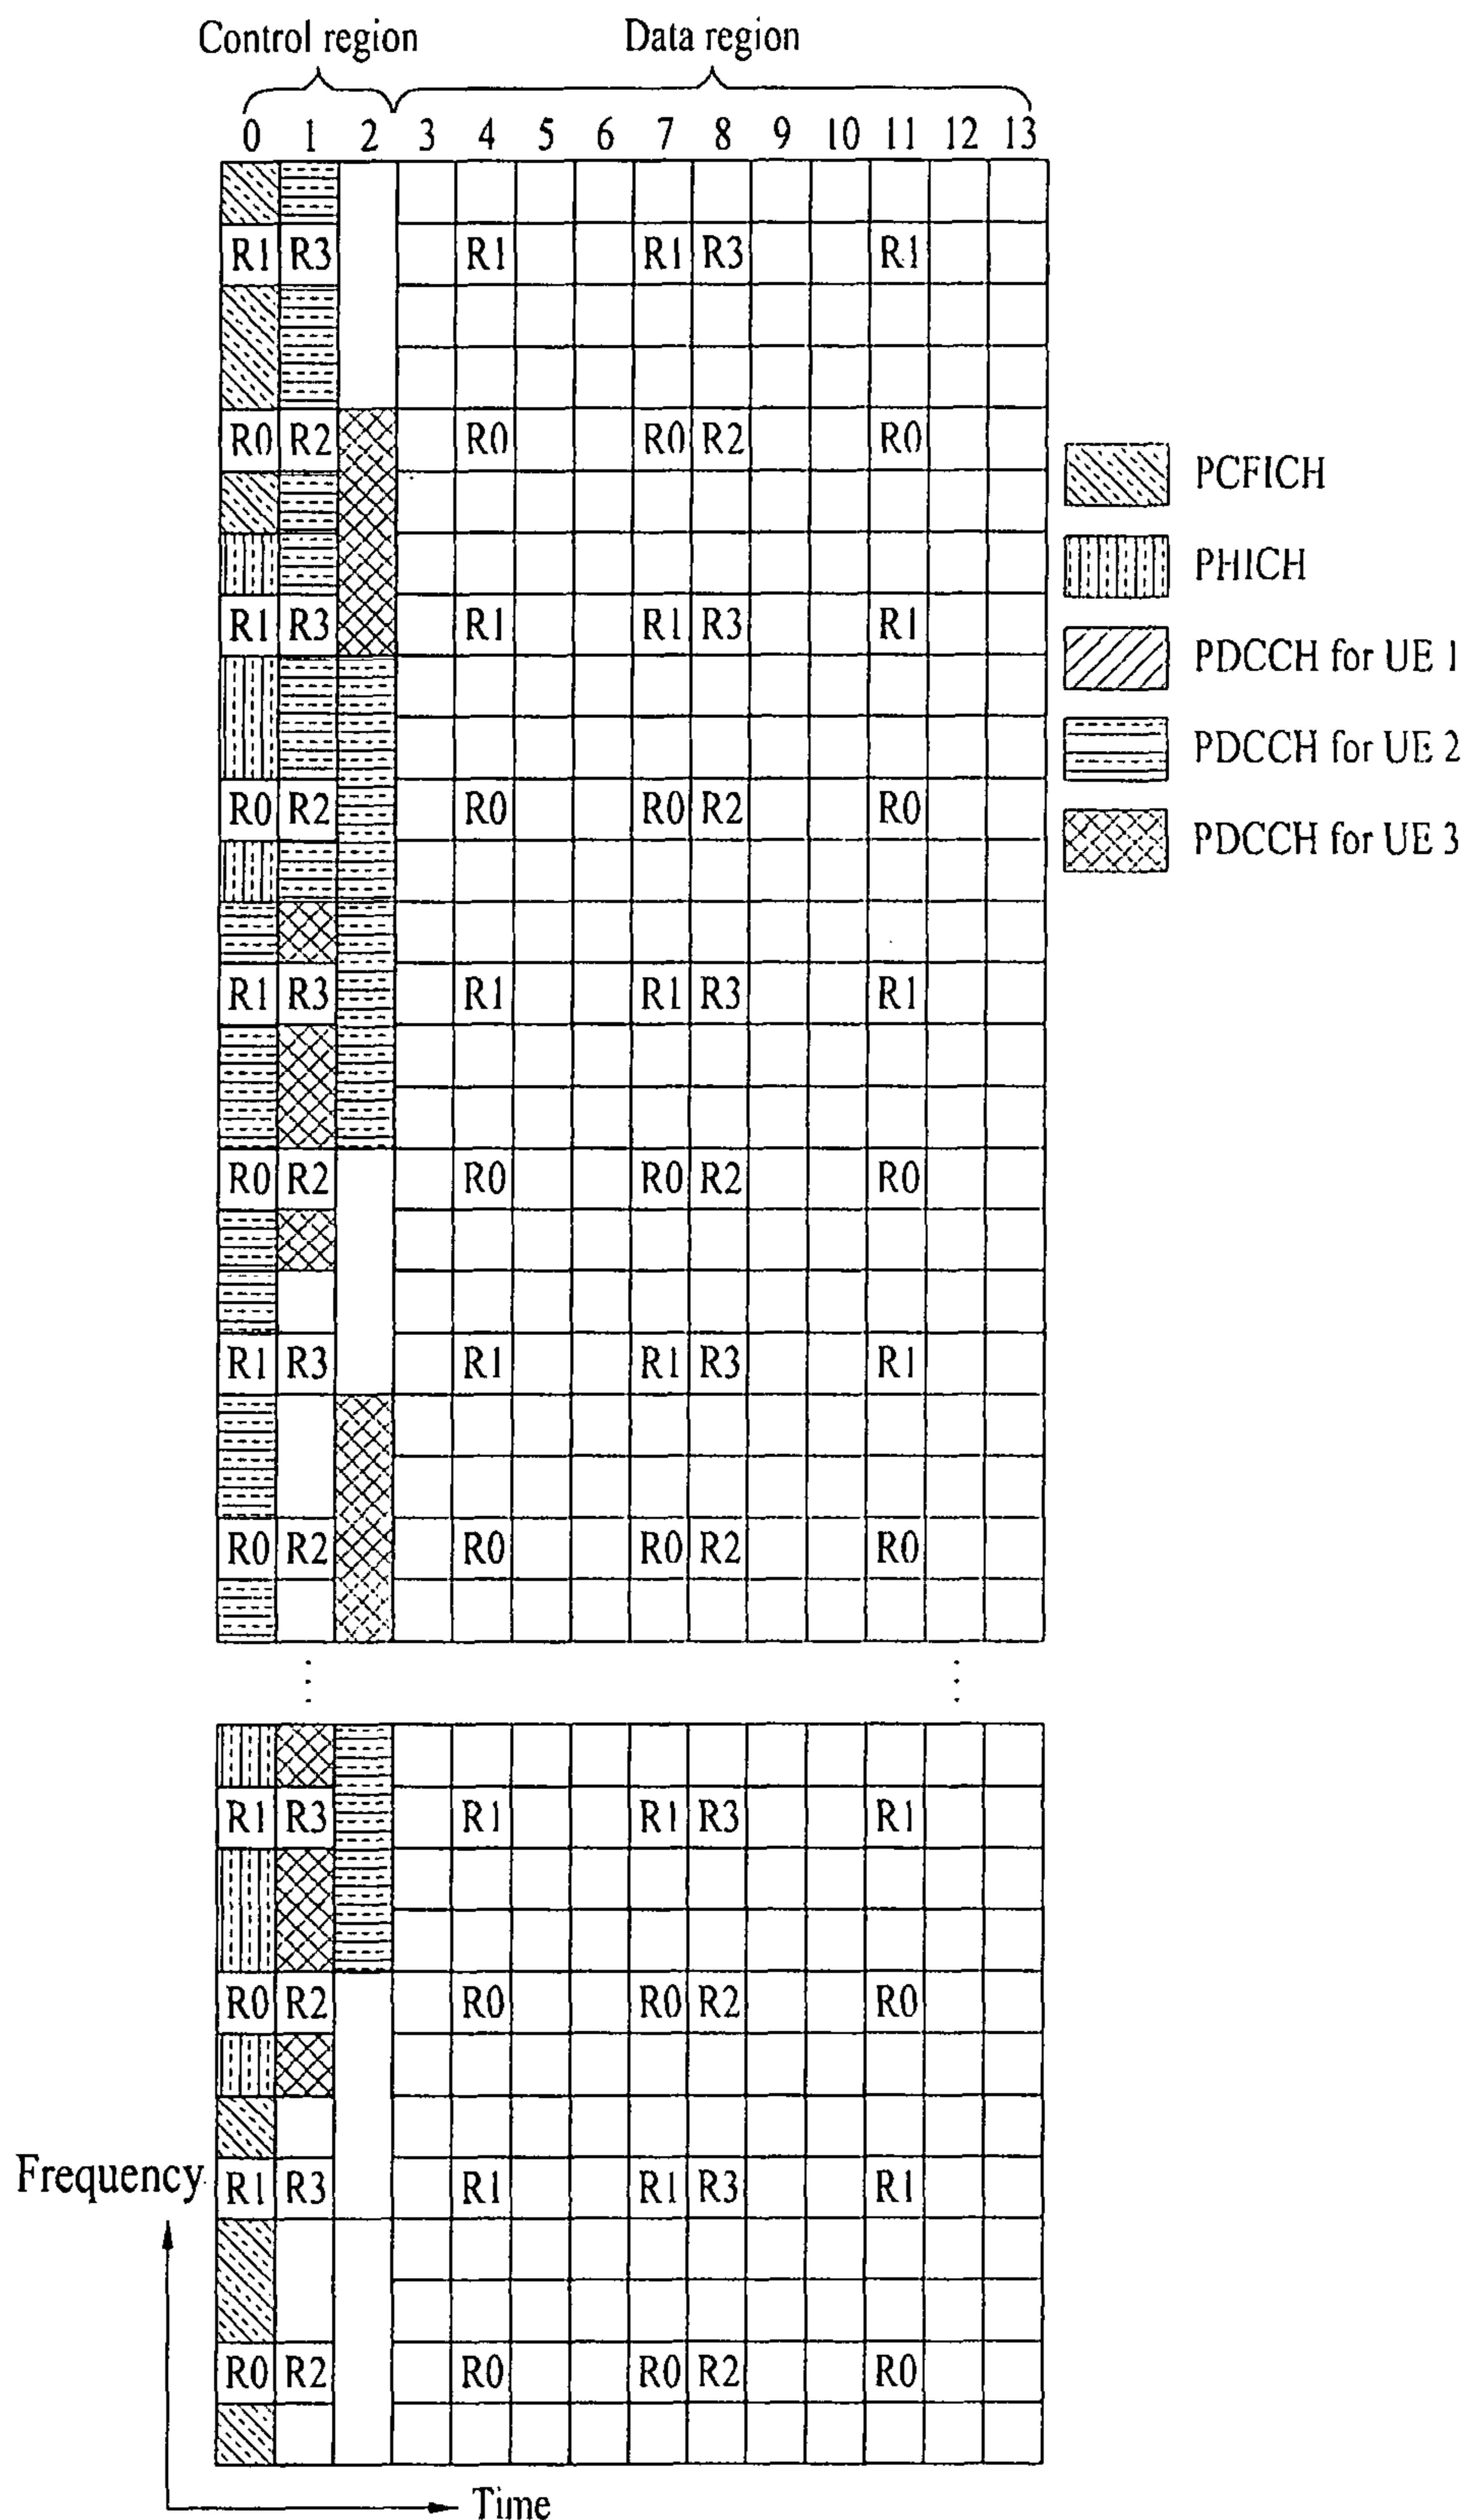 Control region Data region
0 1 2 3 4 5 6 7 8 9 10 11 12 13
R1 R3 R1 R1 R3 R1
R0 R2 R0 R0 R2 R0
PCFICH
PHICH
R1 R3 R1 R1 R3 R1
PDCCH for UE 1
PDCCH for UE 2
R0 R2 R0 R0 R2 R0
PDCCH for UE 3
R1 R3 R1 R1 R3 R1
R0 R2 R0 R0 R2 R0
R1 R3 R1 R1 R3 R1
R0 R2 R0 R0 R2 R0
R1 R3 R1 R1 R3 R1
R0 R2 R0 R0 R2 R0
Frequency R1 R3 R1 R1 R3 R1
R0 R2 R0 R0 R2 R0
Time